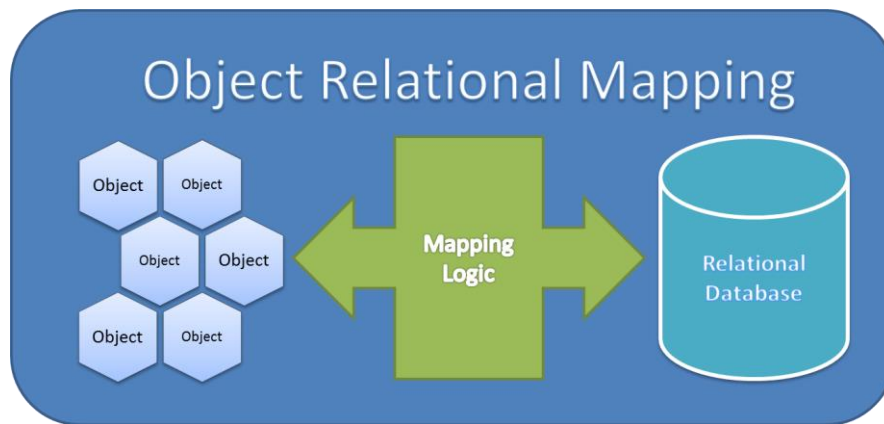 Object Relational Mapping
Object
Object
Object
Object
Object
Object
Mapping
Logic
Relational
Database